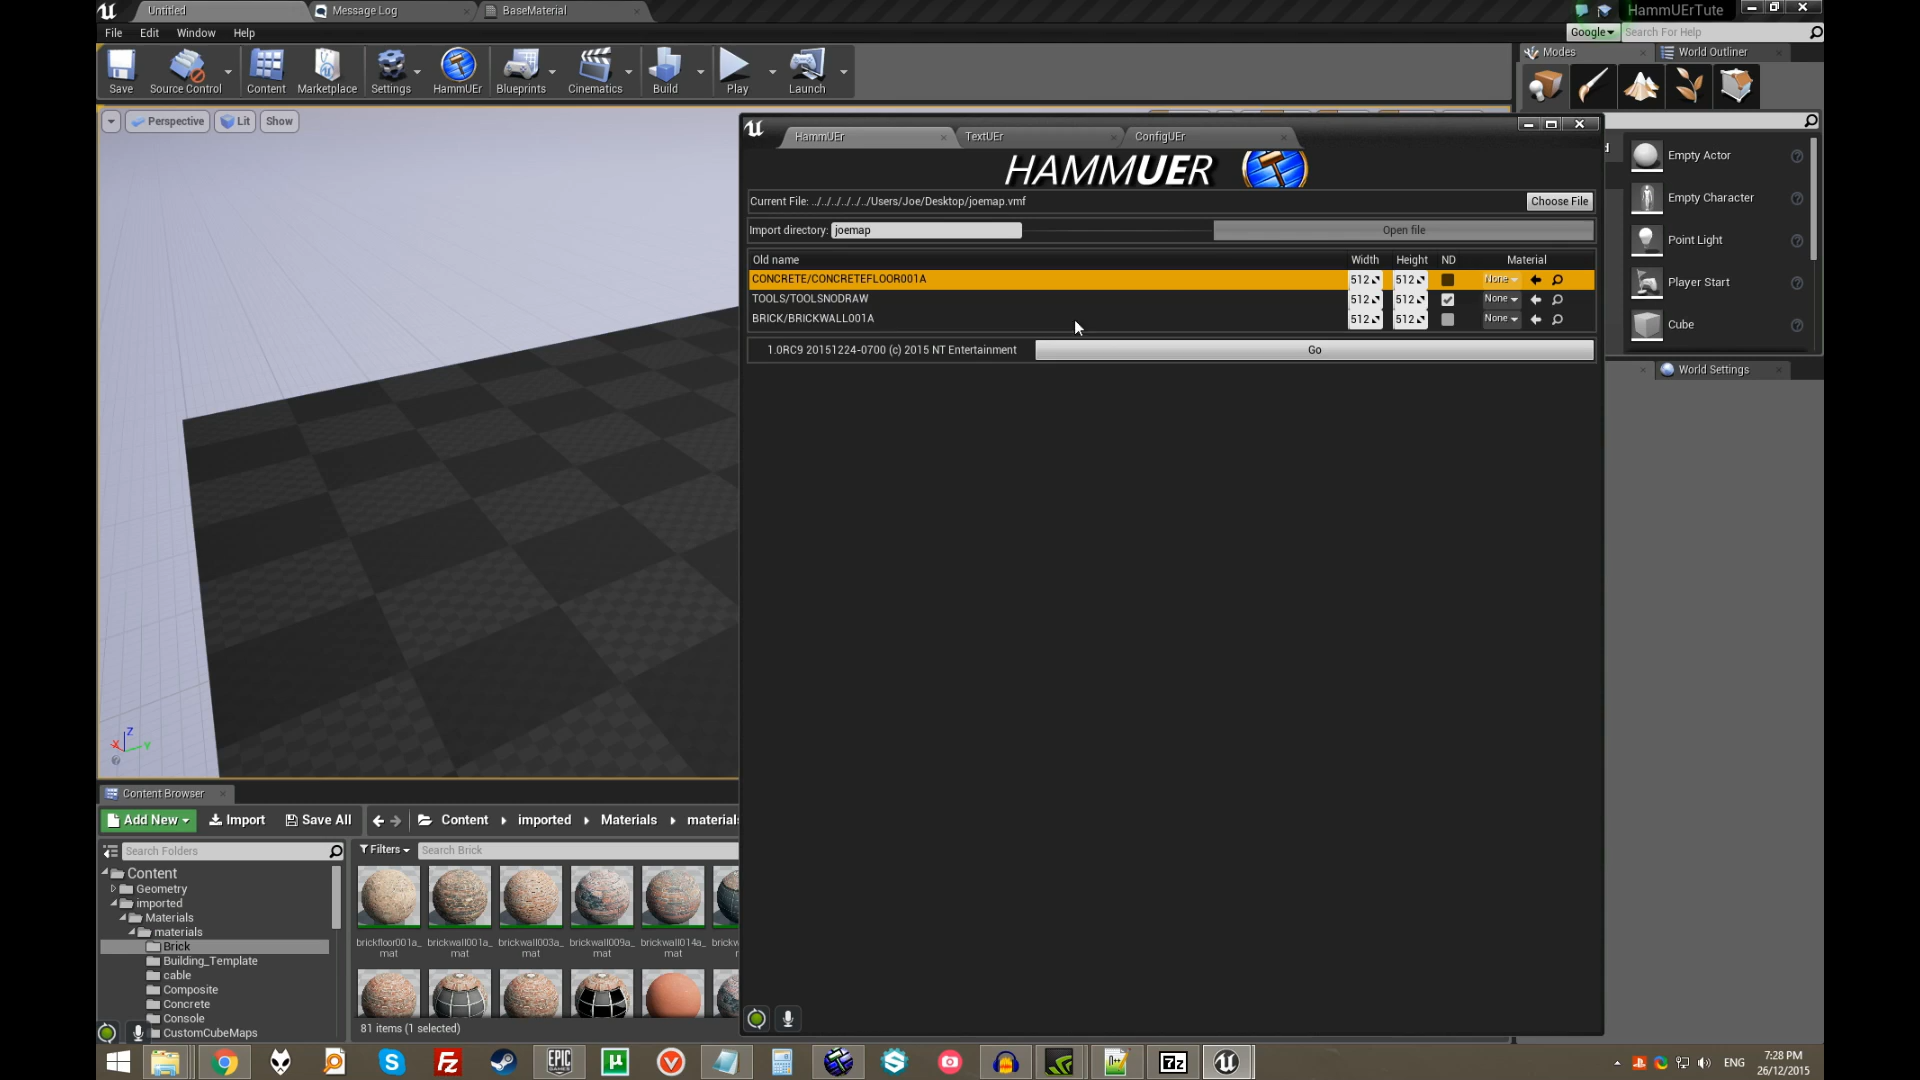 Untitled
Message Log
BaseMaterial
HammUErTute
File Edit Window Help
Google
Search For Help
Save
Source Control
Content
Marketplace
Settings
HammUEr
Blueprints
Cinematics
Build
Play
Launch
Modes
World Outliner
Perspective
Lit
Show
HammUEr
TextUEr
ConfigUEr
HAMMUER
Current File: ../../../../../../Users/Joe/Desktop/joemap.vmf
Choose File
Import directory: joemap
Open file
Old name Width Height ND Material
CONCRETE/CONCRETEFLOOR001A 512 512 None
TOOLS/TOOLSNODRAW 512 512 None
BRICK/BRICKWALL001A 512 512 None
1.0RC9 20151224-0700 (c) 2015 NT Entertainment
Go
Empty Actor
Empty Character
Point Light
Player Start
Cube
World Settings
X Z Y
Content Browser
Add New
Import
Save All
Content
imported
Materials
Search Folders
Filters
Search Brick
Content
Geometry
imported
Materials
materials
Brick
Building_Template
cable
Composite
Concrete
Console
CustomCubeMaps
brickfloor001a_
mat
brickwall001a_
mat
brickwall003a_
mat
brickwall009a_
mat
brickwall014a_
mat
81 items (1 selected)
EPIC
GAMES
7z
ENG
7:28 PM
26/12/2015